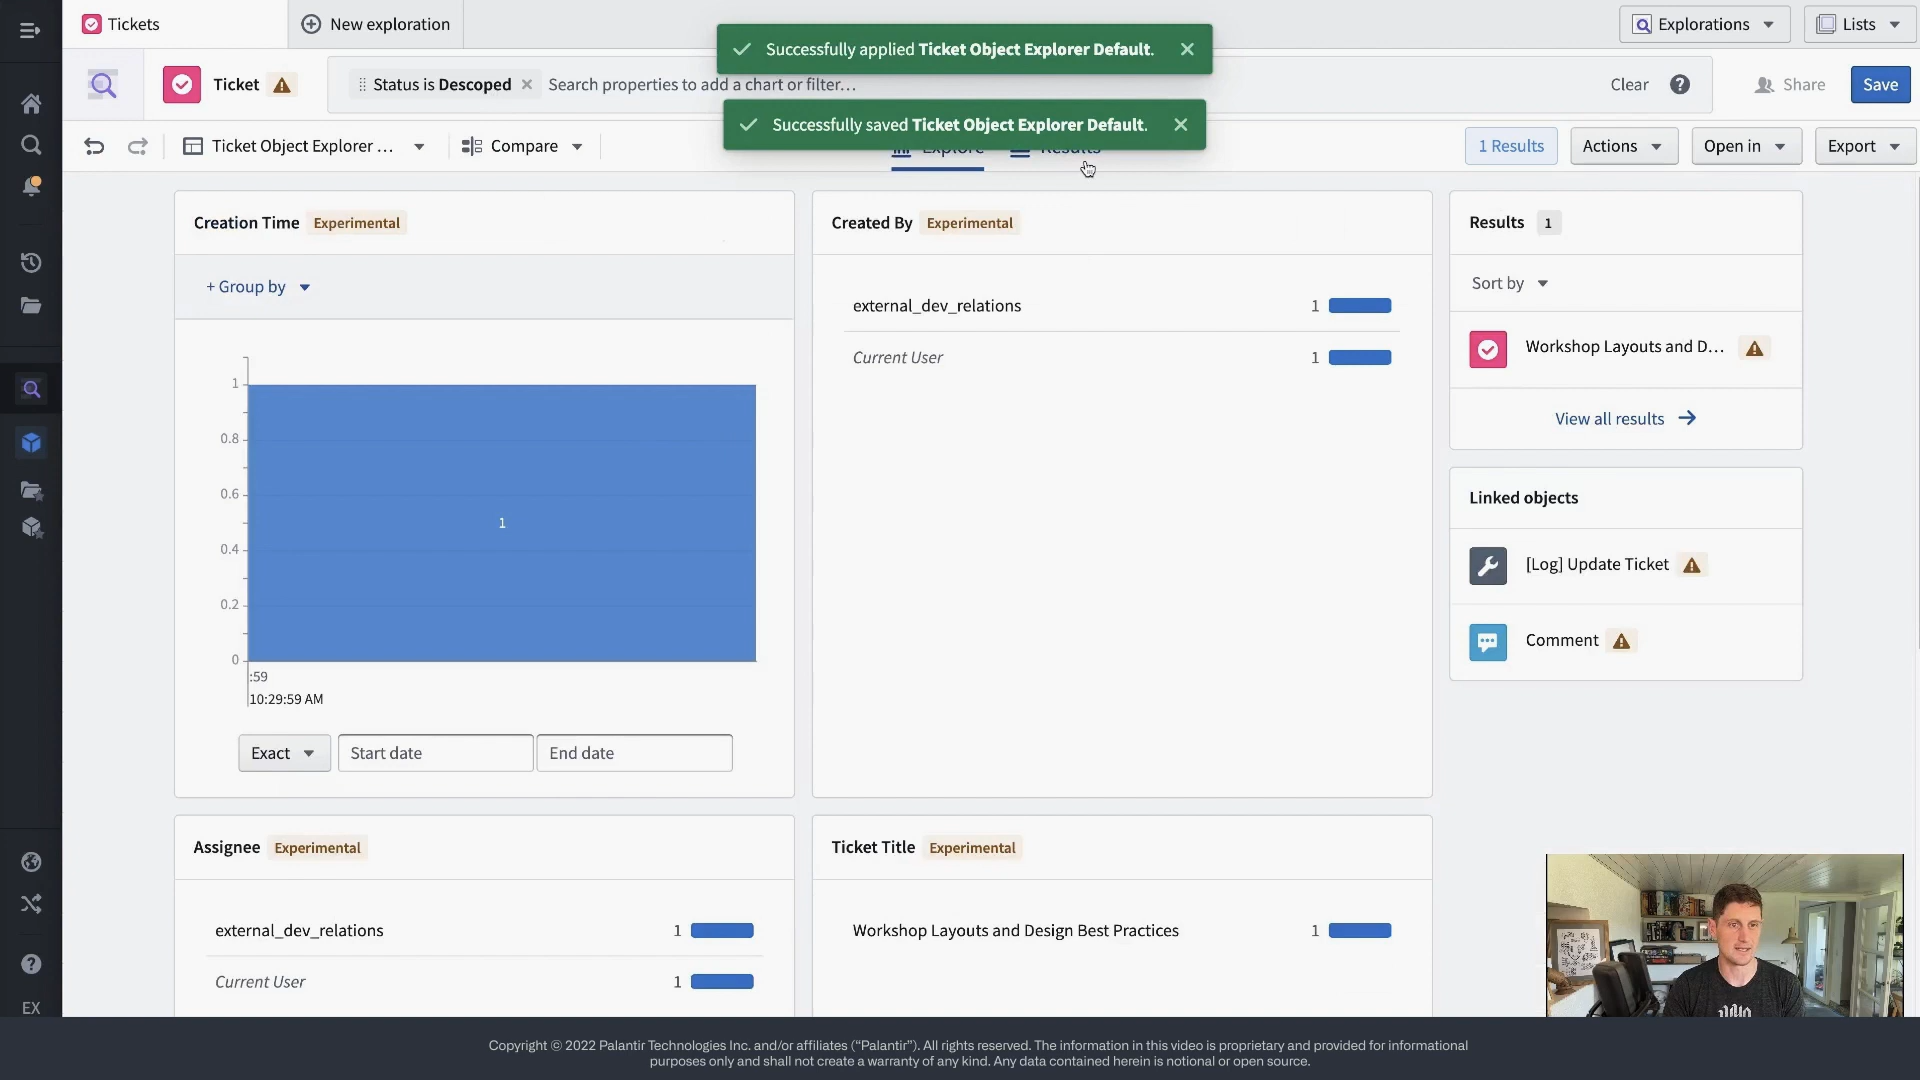 Tickets
New exploration
Explorations
Lists
Successfully applied Ticket Object Explorer Default.
Ticket
Status is Descoped
Search properties to add a chart or filter…
Clear
Share
Save
Successfully saved Ticket Object Explorer Default.
Ticket Object Explorer ...
Compare
Explore
Results
1 Results
Actions
Open in
Export
Creation Time
Experimental
+ Group by
1
0.8
0.6
0.4
0.2
0
1
:59
10:29:59 AM
Exact
Start date
End date
Created By
Experimental
external_dev_relations
1
Current User
1
Results
1
Sort by
Workshop Layouts and D...
View all results
Linked objects
[Log] Update Ticket
Comment
Assignee
Experimental
external_dev_relations
1
Current User
1
Ticket Title
Experimental
Workshop Layouts and Design Best Practices
1
EX
Copyright © 2022 Palantir Technologies Inc. and/or affiliates (“Palantir”). All rights reserved. The information in this video is proprietary and provided for informational
purposes only and shall not create a warranty of any kind. Any data contained herein is notional or open source.